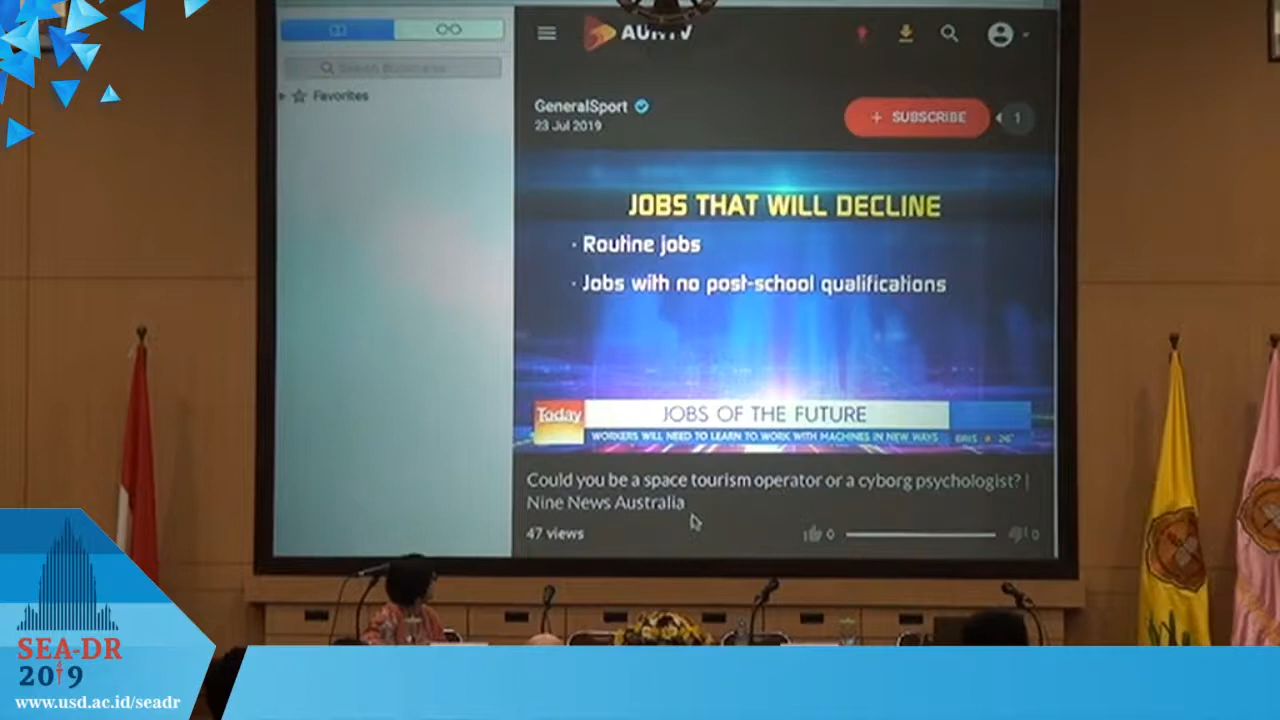 GeneralSport
23 Jul 2019
+ SUBSCRIBE
1
Favorites
JOBS THAT WILL DECLINE
· Routine jobs
· Jobs with no post-school qualifications
Today
JOBS OF THE FUTURE
WORKERS WILL NEED TO LEARN TO WORK WITH MACHINES IN NEW WAYS
BRIS 26°
Could you be a space tourism operator or a cyborg psychologist? |
Nine News Australia
47 views
0
0
SEA-DR
2019
www.usd.ac.id/seadr